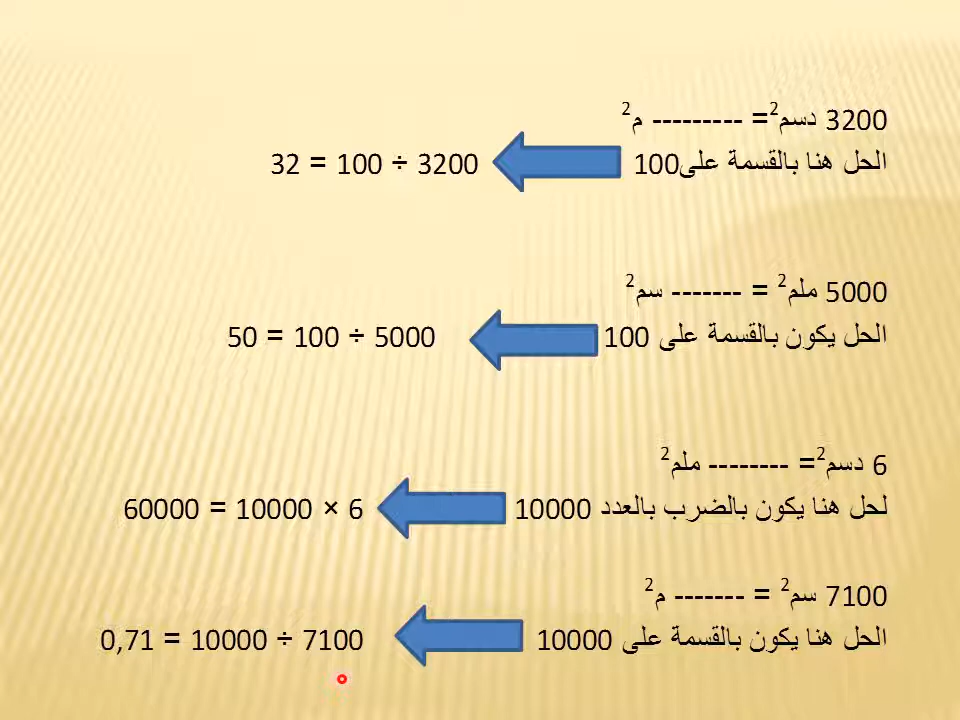 3200 دسم²= --------- م²
الحل هنا بالقسمة على100 3200 ÷ 100 = 32
5000 ملم² = ------- سم²
الحل يكون بالقسمة على 100 5000 ÷ 100 = 50
6 دسم²= -------- ملم²
لحل هنا يكون بالضرب بالعدد 10000 6 × 10000 = 60000
7100 سم² = ------- م²
الحل هنا يكون بالقسمة على 10000 7100 ÷ 10000 = 0,71